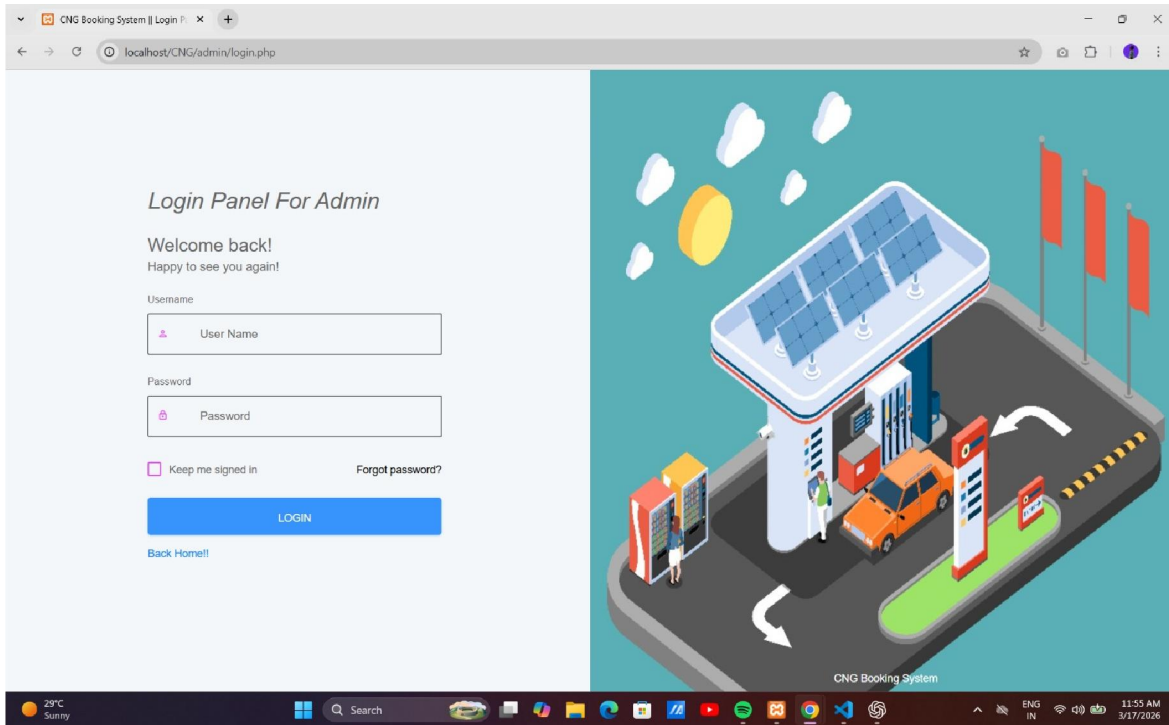 CNG Booking System || Login P
localhost/CNG/admin/login.php
Login Panel For Admin
Welcome back!
Happy to see you again!
Username
User Name
Password
Password
Keep me signed in
Forgot password?
LOGIN
Back Home!!
CNG Booking System
29°C
Sunny
Search
ENG
IN
11:55 AM
3/17/2026